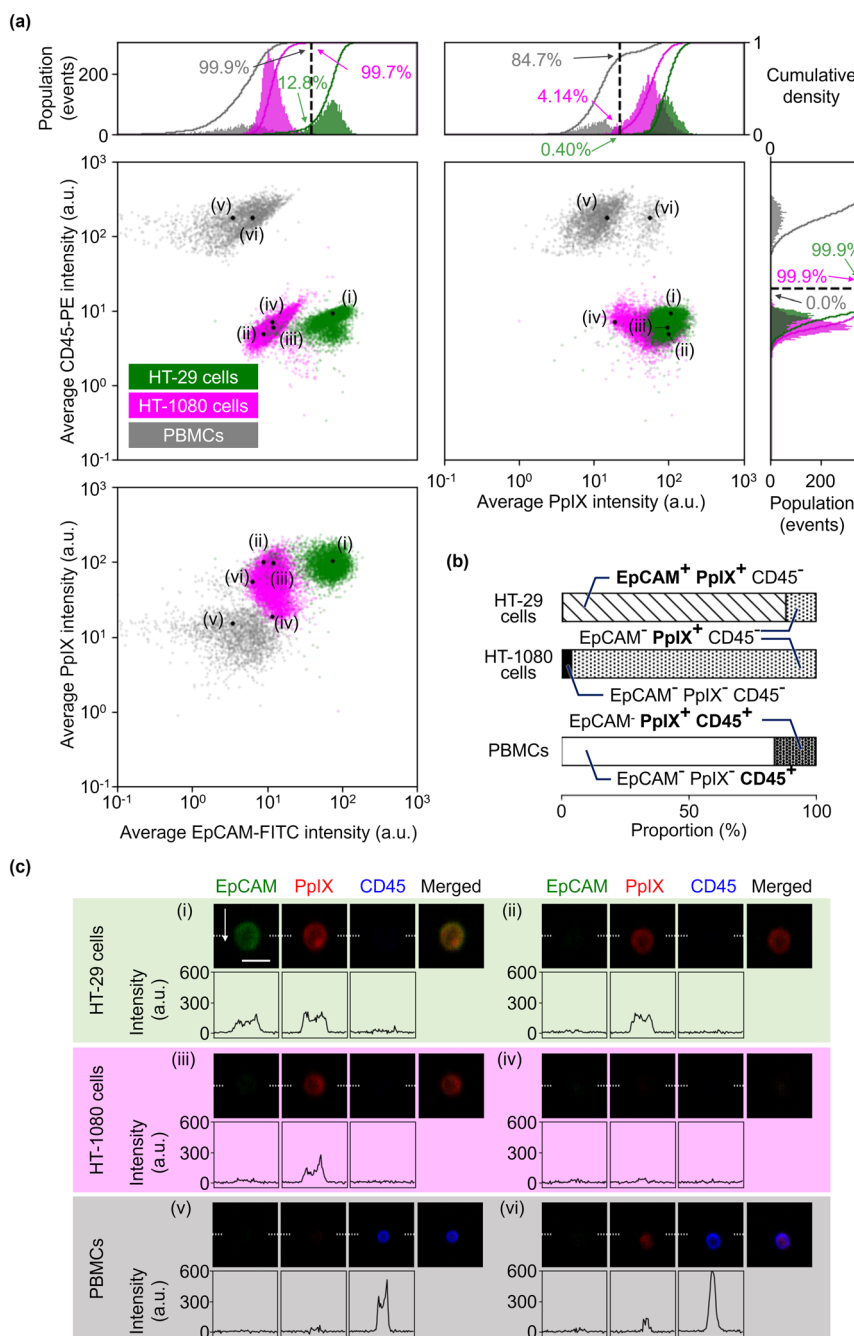 (a)
Population
(events)
200
0
99.9%
12.8%
99.7%
84.7%
4.14%
0.40%
1
0
Cumulative
density
Average CD45-PE intensity (a.u.)
10³
10²
10¹
10⁰
10⁻¹
(v)
(vi)
(iv)
(i)
(ii)
(iii)
HT-29 cells
HT-1080 cells
PBMCs
(v)
(vi)
(iv)
(i)
(iii)
(ii)
10⁻¹
10⁰
10¹
10²
10³
Average PpIX intensity (a.u.)
0
99.9%
99.9%
0.0%
0
200
Population
(events)
Average PpIX intensity (a.u.)
10³
10²
10¹
10⁰
10⁻¹
(ii)
(i)
(vi)
(iii)
(v)
(iv)
10⁻¹
10⁰
10¹
10²
10³
Average EpCAM-FITC intensity (a.u.)
(b)
EpCAM⁺ PpIX⁺ CD45⁻
HT-29
cells
EpCAM⁻ PpIX⁺ CD45⁻
HT-1080
cells
EpCAM⁻ PpIX⁻ CD45⁻
EpCAM⁻ PpIX⁺ CD45⁺
PBMCs
EpCAM⁻ PpIX⁻ CD45⁺
0
50
100
Proportion (%)
(c)
EpCAM PpIX CD45 Merged
EpCAM PpIX CD45 Merged
HT-29 cells
(i)
(ii)
Intensity
(a.u.)
600
300
0
600
300
0
HT-1080 cells
(iii)
(iv)
Intensity
(a.u.)
600
300
0
600
300
0
PBMCs
(v)
(vi)
Intensity
(a.u.)
600
300
0
600
300
0